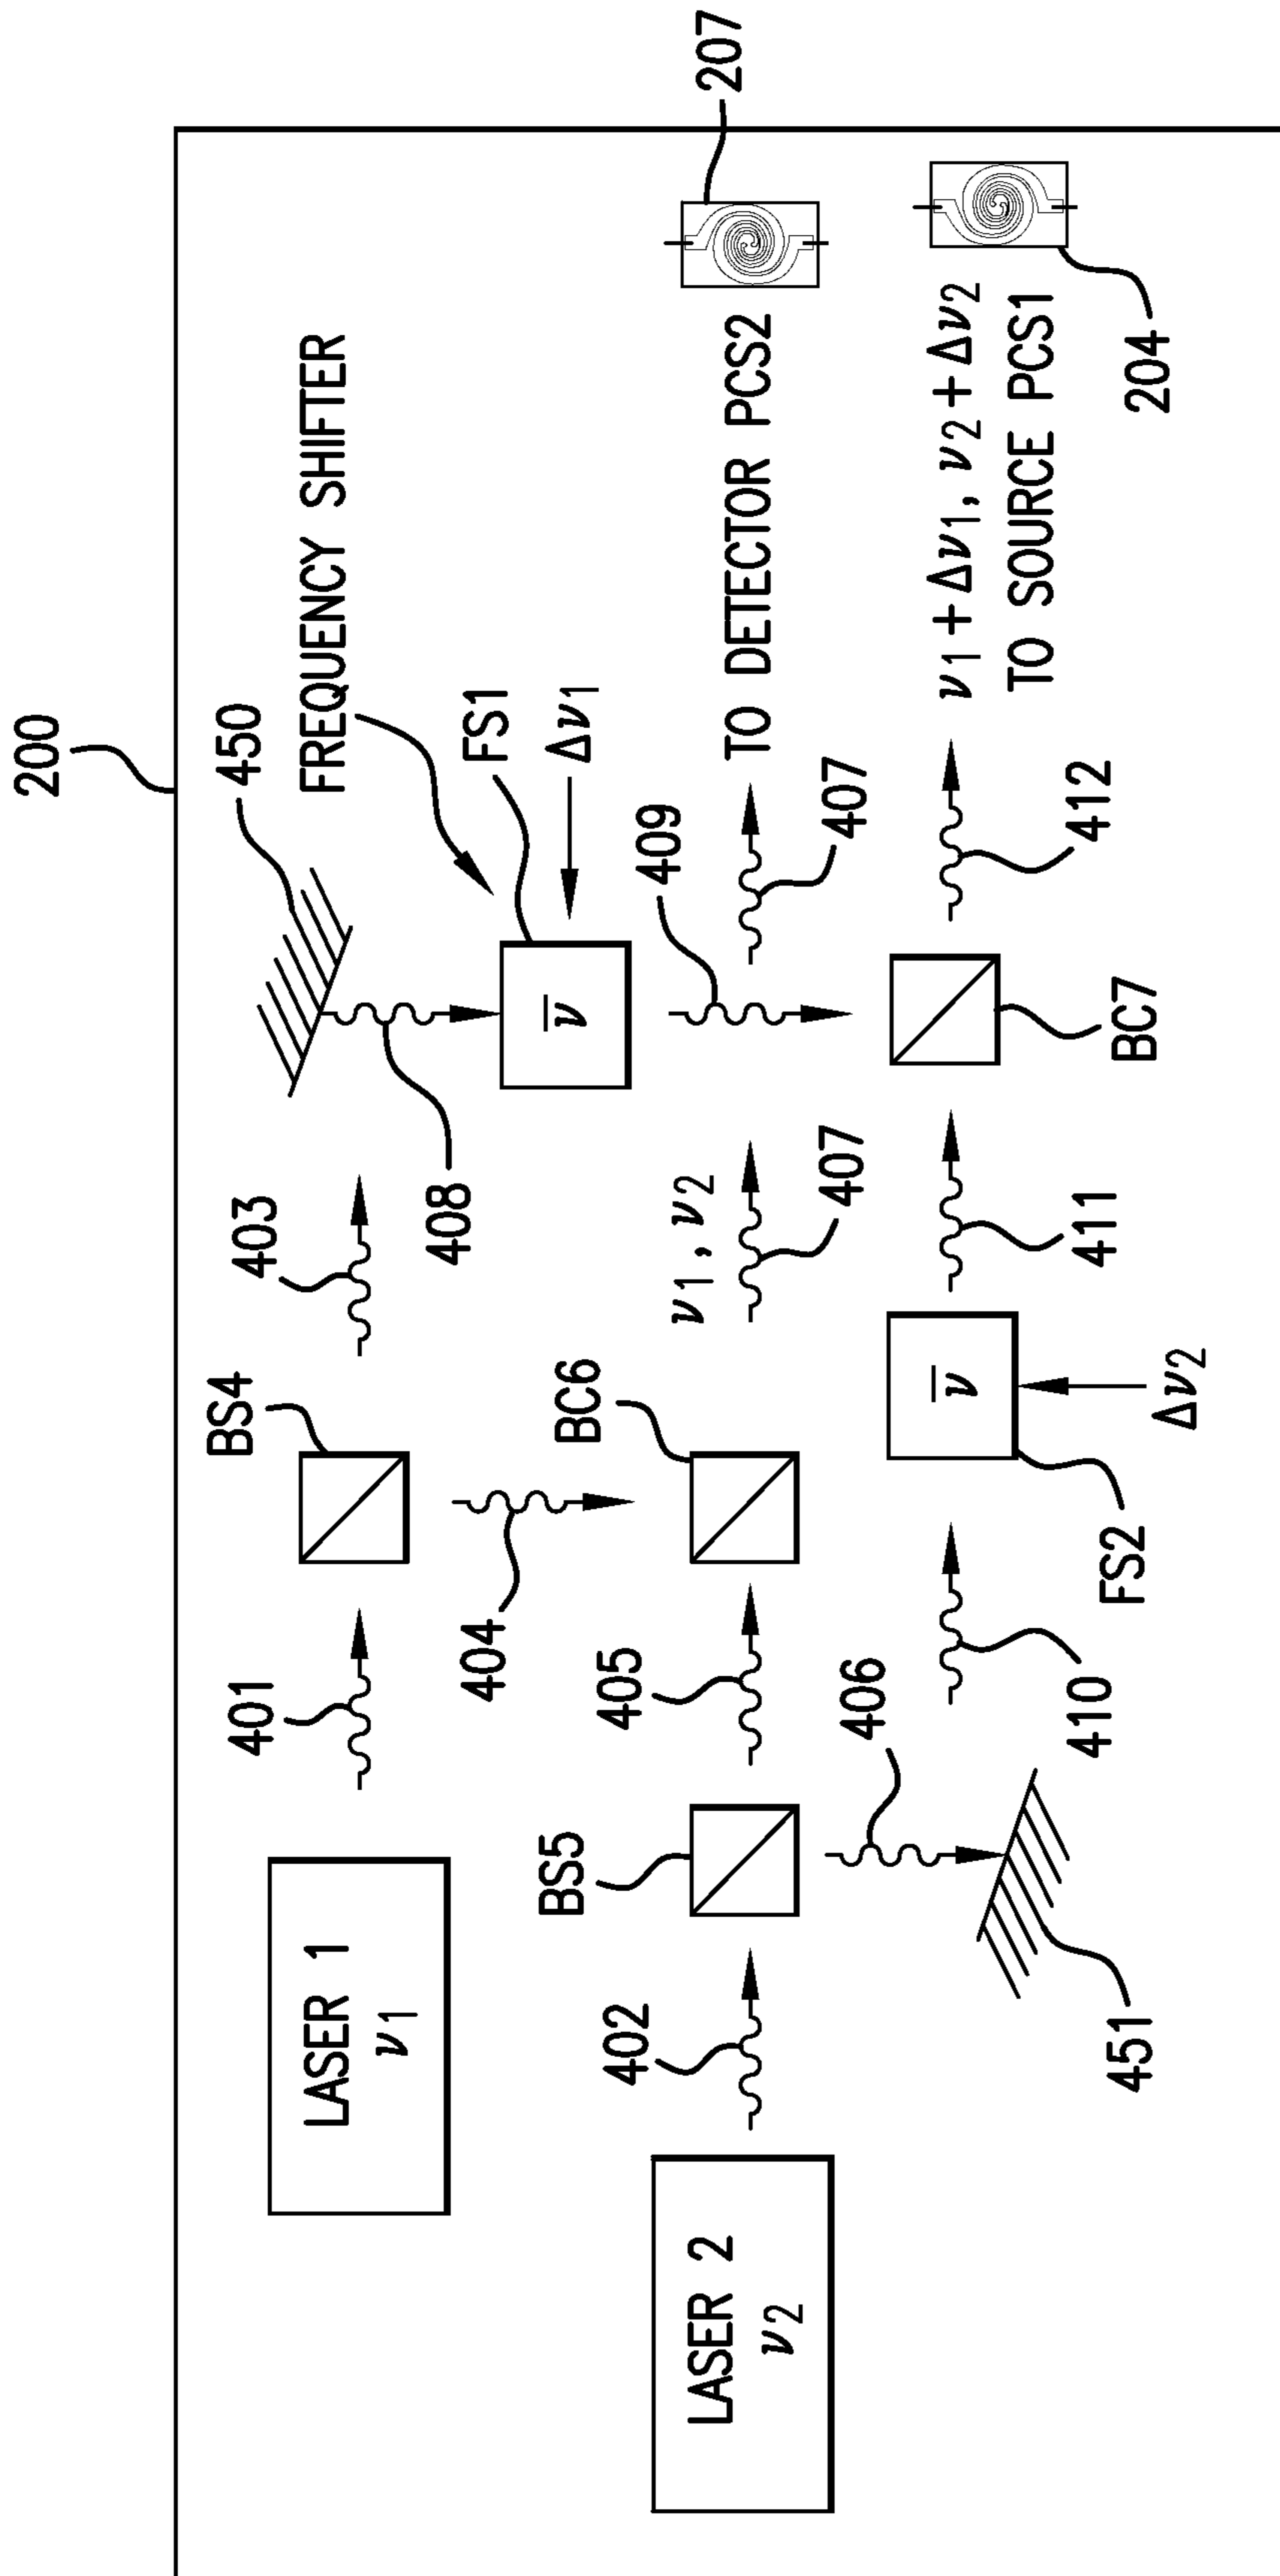 200
450
FREQUENCY SHIFTER
403
BS4
401
LASER 1
ν1
408
FS1
Δν1
ν̅
404
BC6
409
207
TO DETECTOR PCS2
407
ν1, ν2
407
405
BS5
402
LASER 2
ν2
406
410
ν̅
FS2
Δν2
411
BC7
412
ν1 + Δν1, ν2 + Δν2
TO SOURCE PCS1
204
451